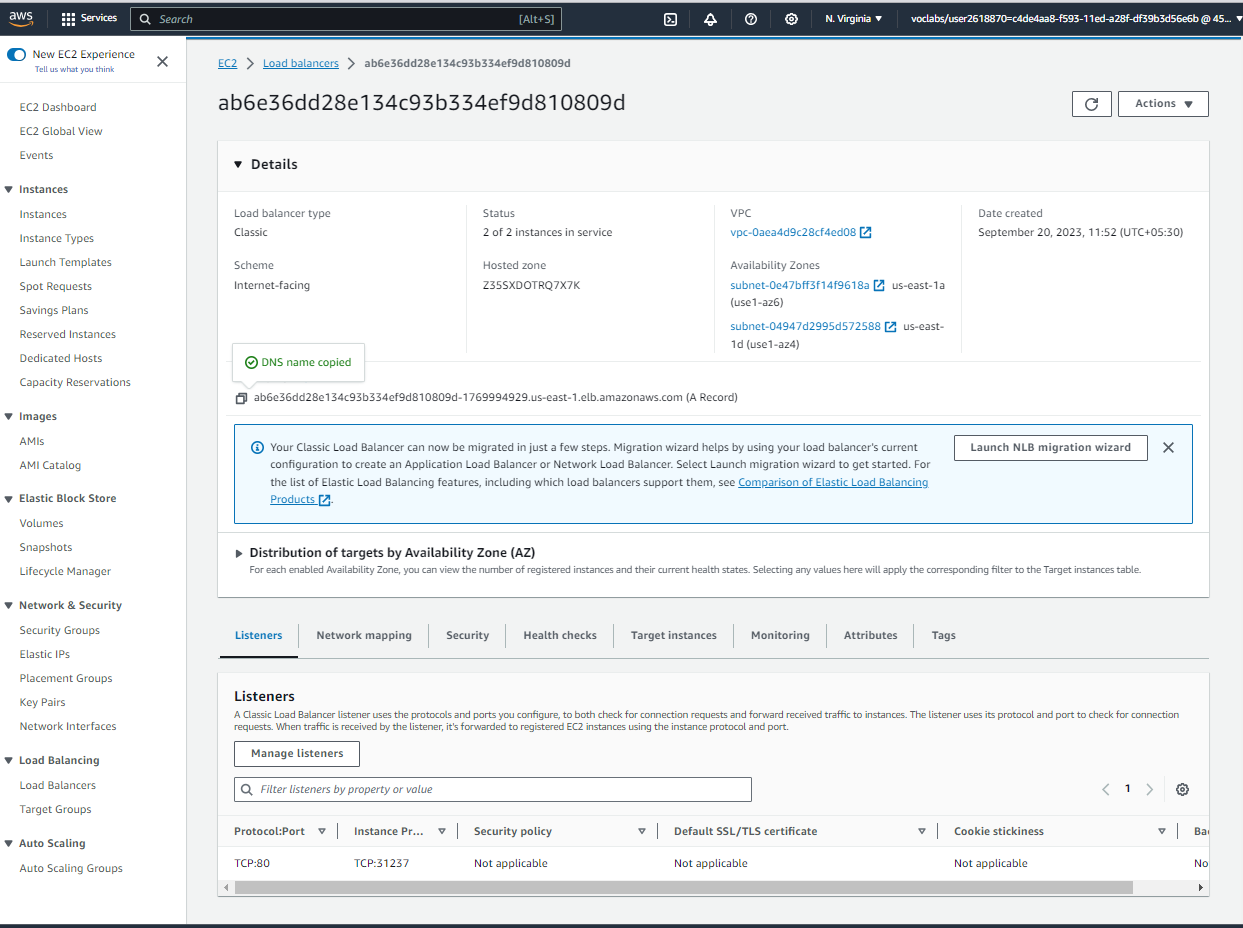 aws
Services
Search
[Alt+S]
N. Virginia
voclabs/user2618870=c4de4aa8-f593-11ed-a28f-df39b3d56e6b @ 45...
New EC2 Experience
Tell us what you think
EC2 Dashboard
EC2 Global View
Events
Instances
Instances
Instance Types
Launch Templates
Spot Requests
Savings Plans
Reserved Instances
Dedicated Hosts
Capacity Reservations
Images
AMIs
AMI Catalog
Elastic Block Store
Volumes
Snapshots
Lifecycle Manager
Network & Security
Security Groups
Elastic IPs
Placement Groups
Key Pairs
Network Interfaces
Load Balancing
Load Balancers
Target Groups
Auto Scaling
Auto Scaling Groups
EC2 > Load balancers > ab6e36dd28e134c93b334ef9d810809d
ab6e36dd28e134c93b334ef9d810809d
Actions
Details
Load balancer type
Classic
Scheme
Internet-facing
Status
2 of 2 instances in service
Hosted zone
Z35SXDOTRQ7X7K
VPC
vpc-0aea4d9c28cf4ed08
Availability Zones
subnet-0e47bff3f14f9618a us-east-1a
(use1-az6)
subnet-04947d2995d572588 us-east-
1d (use1-az4)
Date created
September 20, 2023, 11:52 (UTC+05:30)
DNS name copied
ab6e36dd28e134c93b334ef9d810809d-1769994929.us-east-1.elb.amazonaws.com (A Record)
Your Classic Load Balancer can now be migrated in just a few steps. Migration wizard helps by using your load balancer's current
configuration to create an Application Load Balancer or Network Load Balancer. Select Launch migration wizard to get started. For
the list of Elastic Load Balancing features, including which load balancers support them, see Comparison of Elastic Load Balancing
Products.
Launch NLB migration wizard
Distribution of targets by Availability Zone (AZ)
For each enabled Availability Zone, you can view the number of registered instances and their current health states. Selecting any values here will apply the corresponding filter to the Target instances table.
Listeners
Network mapping
Security
Health checks
Target instances
Monitoring
Attributes
Tags
Listeners
A Classic Load Balancer listener uses the protocols and ports you configure, to both check for connection requests and forward received traffic to instances. The listener uses its protocol and port to check for connection
requests. When traffic is received by the listener, it's forwarded to registered EC2 instances using the instance protocol and port.
Manage listeners
Filter listeners by property or value
1
Protocol:Port Instance Pr... Security policy Default SSL/TLS certificate Cookie stickiness Bac
TCP:80 TCP:31237 Not applicable Not applicable Not applicable No